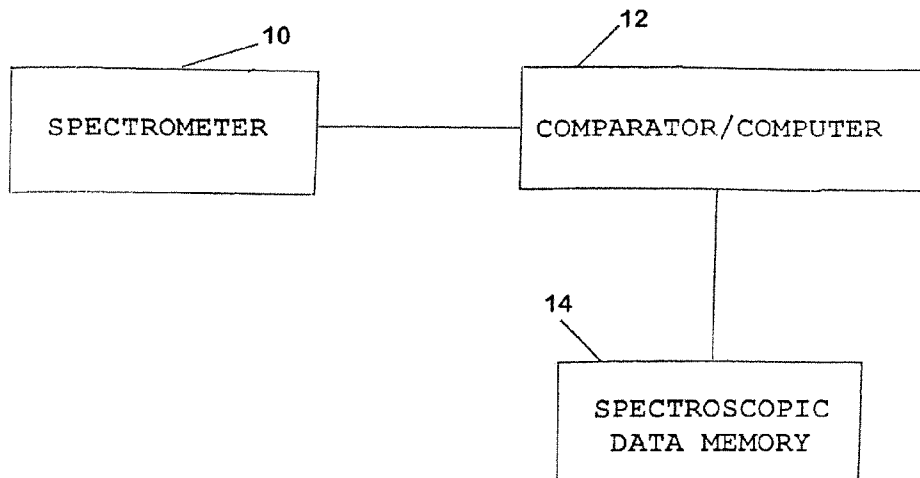 10
12
SPECTROMETER
COMPARATOR/COMPUTER
14
SPECTROSCOPIC
DATA MEMORY